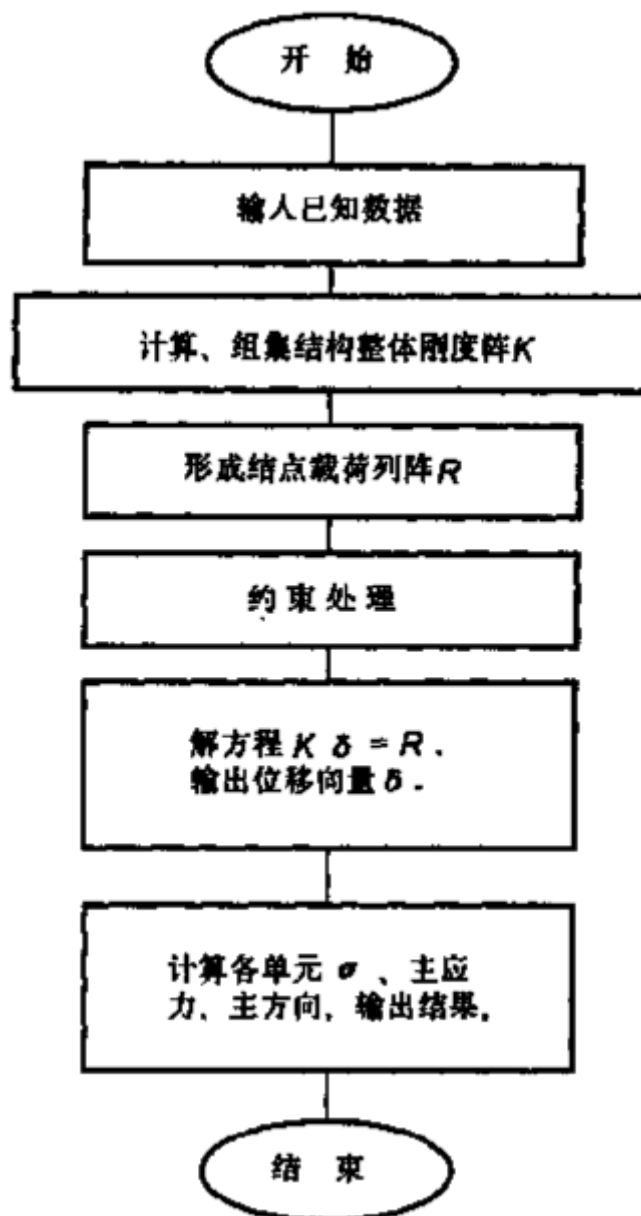 开 始
输入已知数据
计算、组集结构整体刚度阵K
形成结点载荷列阵R
约束处理
解方程 K δ = R .
输出位移向量 δ .
计算各单元 σ 、主应
力、主方向，输出结果。
结 束